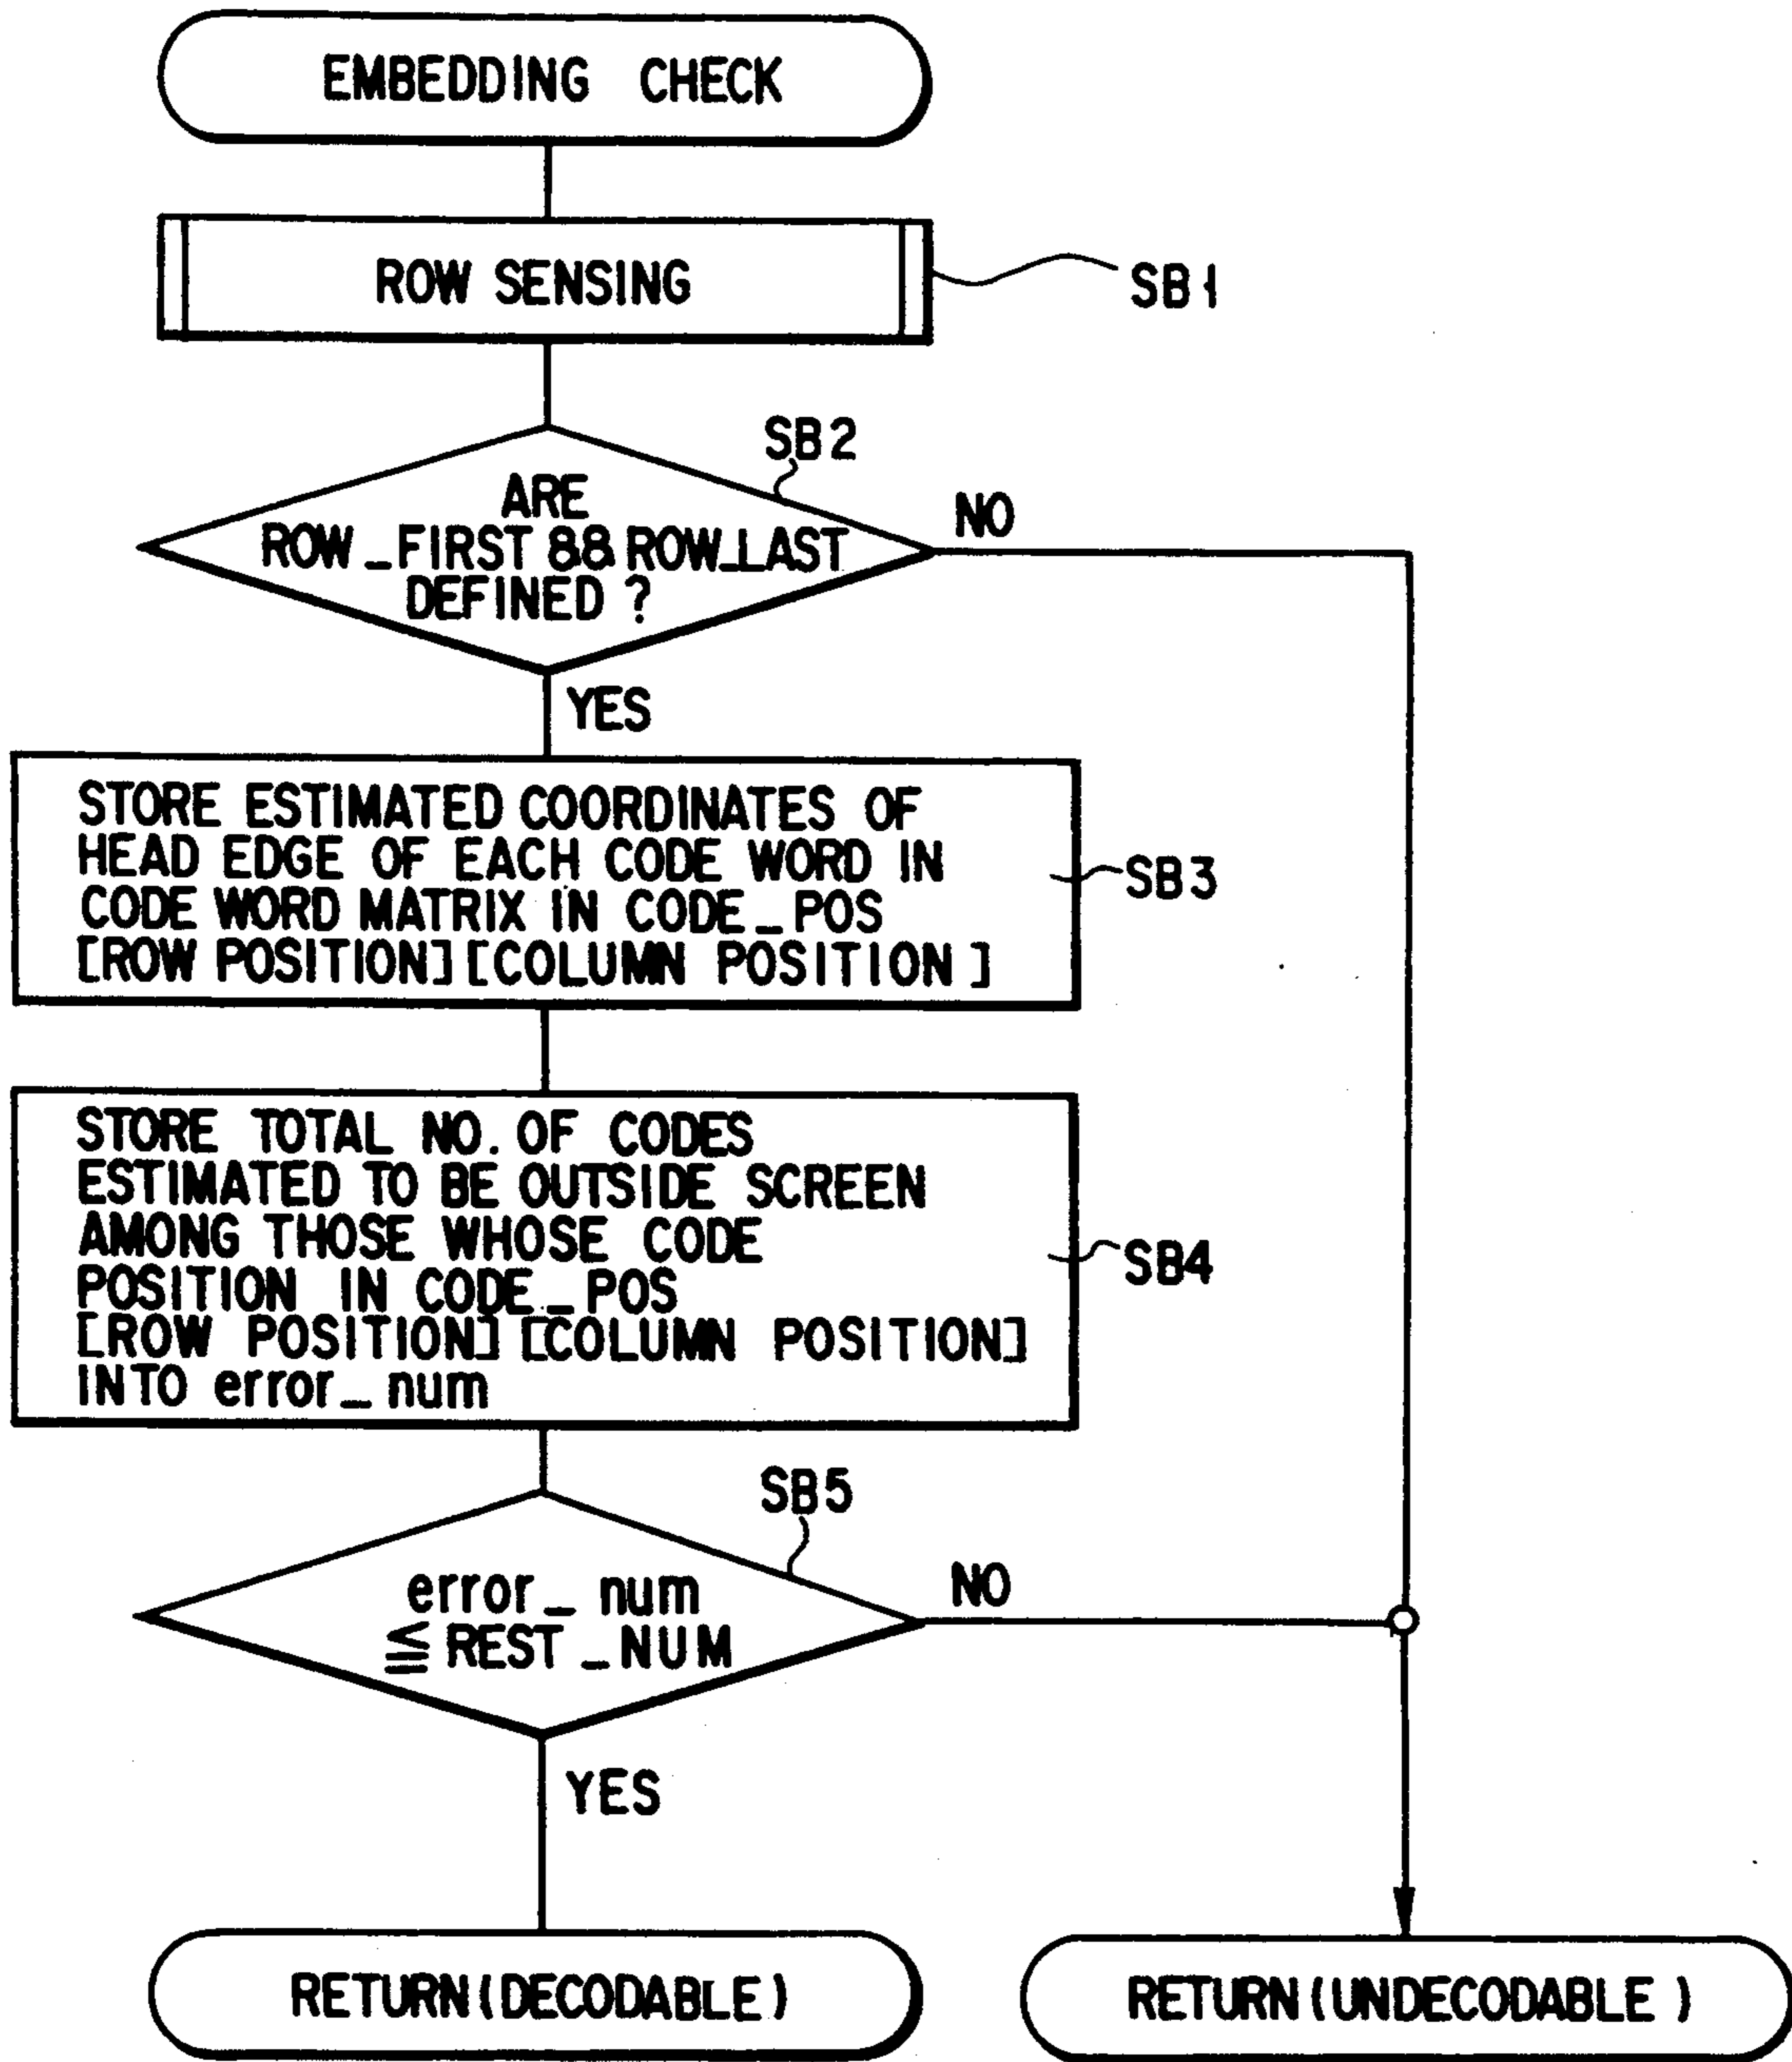 EMBEDDING CHECK
ROW SENSING
SB1
SB2
ARE
ROW_FIRST && ROW_LAST
DEFINED ?
NO
YES
STORE ESTIMATED COORDINATES OF
HEAD EDGE OF EACH CODE WORD IN
CODE WORD MATRIX IN CODE_POS
[ROW POSITION][COLUMN POSITION]
SB3
STORE TOTAL NO. OF CODES
ESTIMATED TO BE OUTSIDE SCREEN
AMONG THOSE WHOSE CODE
POSITION IN CODE_POS
[ROW POSITION][COLUMN POSITION]
INTO error_num
SB4
SB5
error_num
≦ REST_NUM
NO
YES
RETURN(DECODABLE)
RETURN(UNDECODABLE)